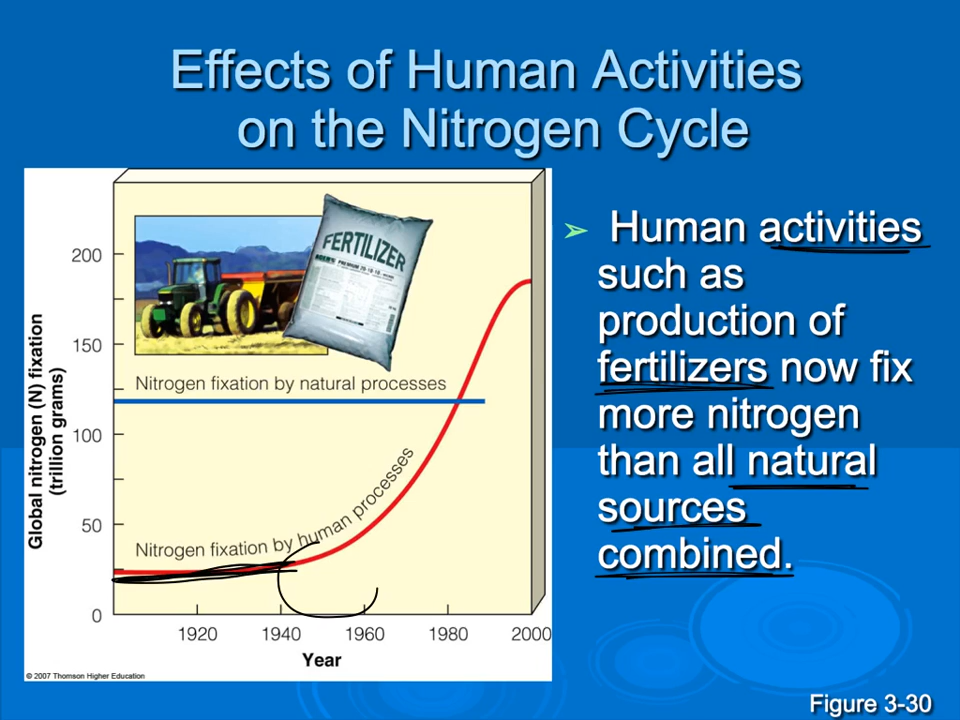 Effects of Human Activities
on the Nitrogen Cycle
Global nitrogen (N) fixation
(trillion grams)
200
150
100
50
0
FERTILIZER
Nitrogen fixation by natural processes
Nitrogen fixation by human processes
1920 1940 1960 1980 2000
Year
© 2007 Thomson Higher Education
➢ Human activities
such as
production of
fertilizers now fix
more nitrogen
than all natural
sources
combined.
Figure 3-30